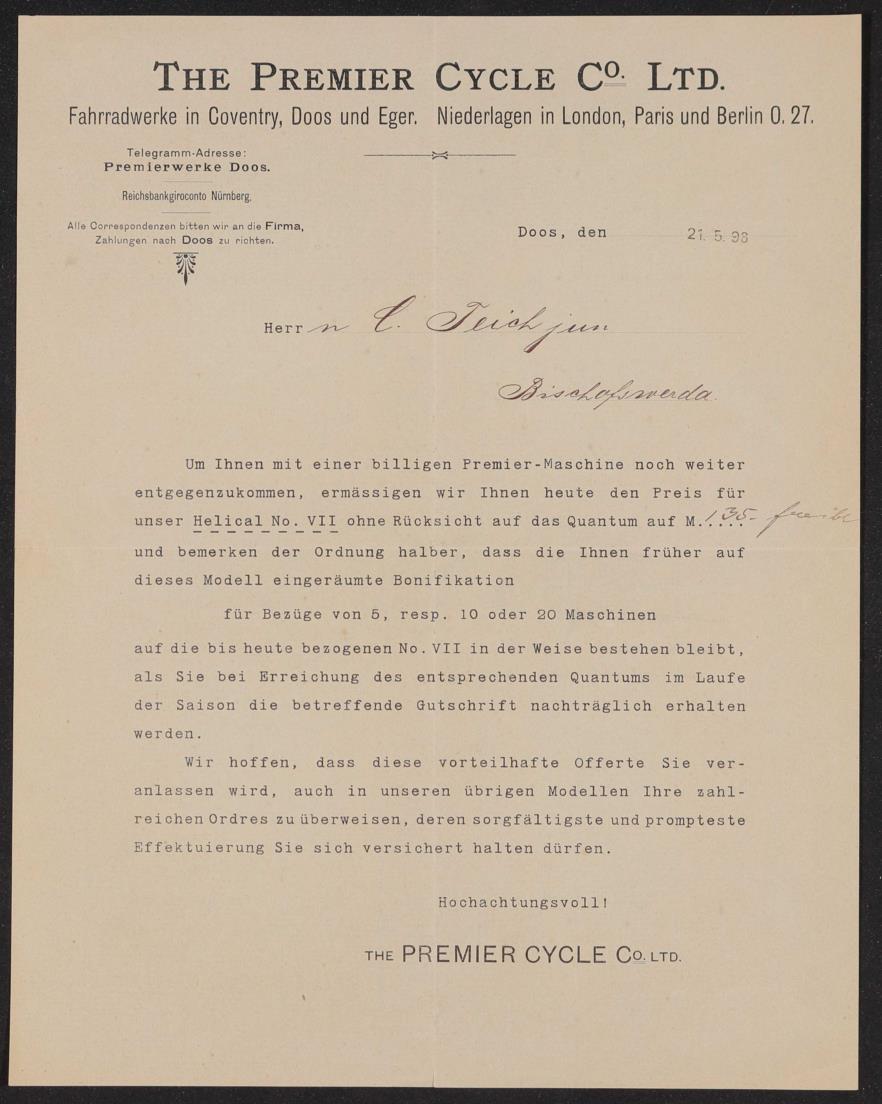 THE PREMIER CYCLE Co. LTD.
Fahrradwerke in Coventry, Doos und Eger. Niederlagen in London, Paris und Berlin O. 27.
Telegramm-Adresse:
Premierwerke Doos.
Reichsbankgiroconto Nürnberg.
Alle Correspondenzen bitten wir an die Firma,
Zahlungen nach Doos zu richten.
Doos, den 21. 5. 98
Herrn C. Teich jun
Bischofswerda.
Um Ihnen mit einer billigen Premier-Maschine noch weiter
entgegenzukommen, ermässigen wir Ihnen heute den Preis für
unser Helical No. VII ohne Rücksicht auf das Quantum auf M. 135.-
und bemerken der Ordnung halber, dass die Ihnen früher auf
dieses Modell eingeräumte Bonifikation
für Bezüge von 5, resp. 10 oder 20 Maschinen
auf die bis heute bezogenen No. VII in der Weise bestehen bleibt,
als Sie bei Erreichung des entsprechenden Quantums im Laufe
der Saison die betreffende Gutschrift nachträglich erhalten
werden.
Wir hoffen, dass diese vorteilhafte Offerte Sie ver-
anlassen wird, auch in unseren übrigen Modellen Ihre zahl-
reichen Ordres zu überweisen, deren sorgfältigste und prompteste
Effektuierung Sie sich versichert halten dürfen.
Hochachtungsvoll!
THE PREMIER CYCLE Co. LTD.